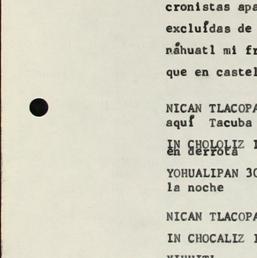 cronistas apa
excluídas de
náhuatl mi fr
que en castel
NICAN TLACOPA
aquí Tacuba
IN CHOLOLIZ I
en derrota
YOHUALIPAN 30
la noche
NICAN TLACOPA
IN CHOCALIZ I